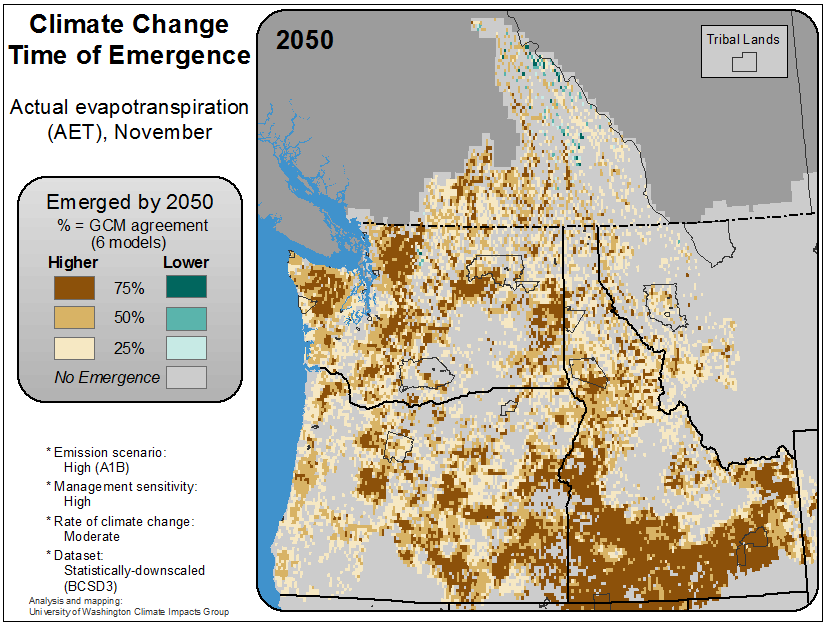 Climate Change
Time of Emergence
Actual evapotranspiration
(AET), November
Emerged by 2050
% = GCM agreement
(6 models)
Higher Lower
75%
50%
25%
No Emergence
* Emission scenario:
High (A1B)
* Management sensitivity:
High
* Rate of climate change:
Moderate
* Dataset:
Statistically-downscaled
(BCSD3)
Analysis and mapping:
University of Washington Climate Impacts Group
2050
Tribal Lands